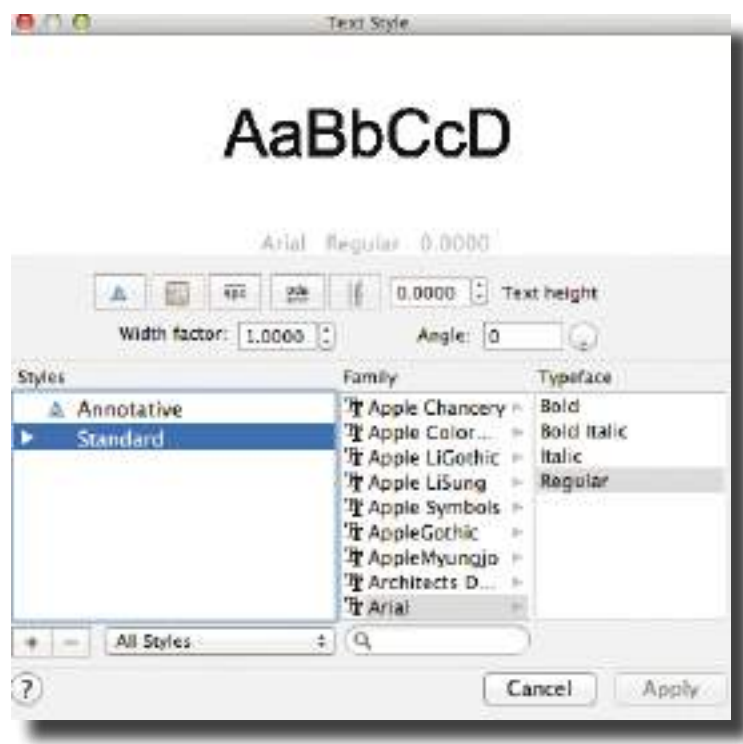 Text Style
AaBbCcD
Arial Regular 0.0000
0.0000 Text height
Width factor: 1.0000 Angle: 0
Styles Family Typeface
Annotative
Standard
Apple Chancery
Apple Color...
Apple LiGothic
Apple LiSung
Apple Symbols
AppleGothic
AppleMyungjo
Architects D...
Arial
Bold
Bold Italic
Italic
Regular
+ − All Styles
? Cancel Apply